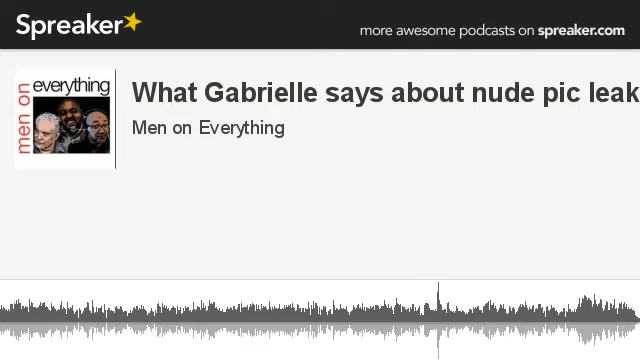 Spreaker
more awesome podcasts on spreaker.com
men on
everything
What Gabrielle says about nude pic leak
Men on Everything